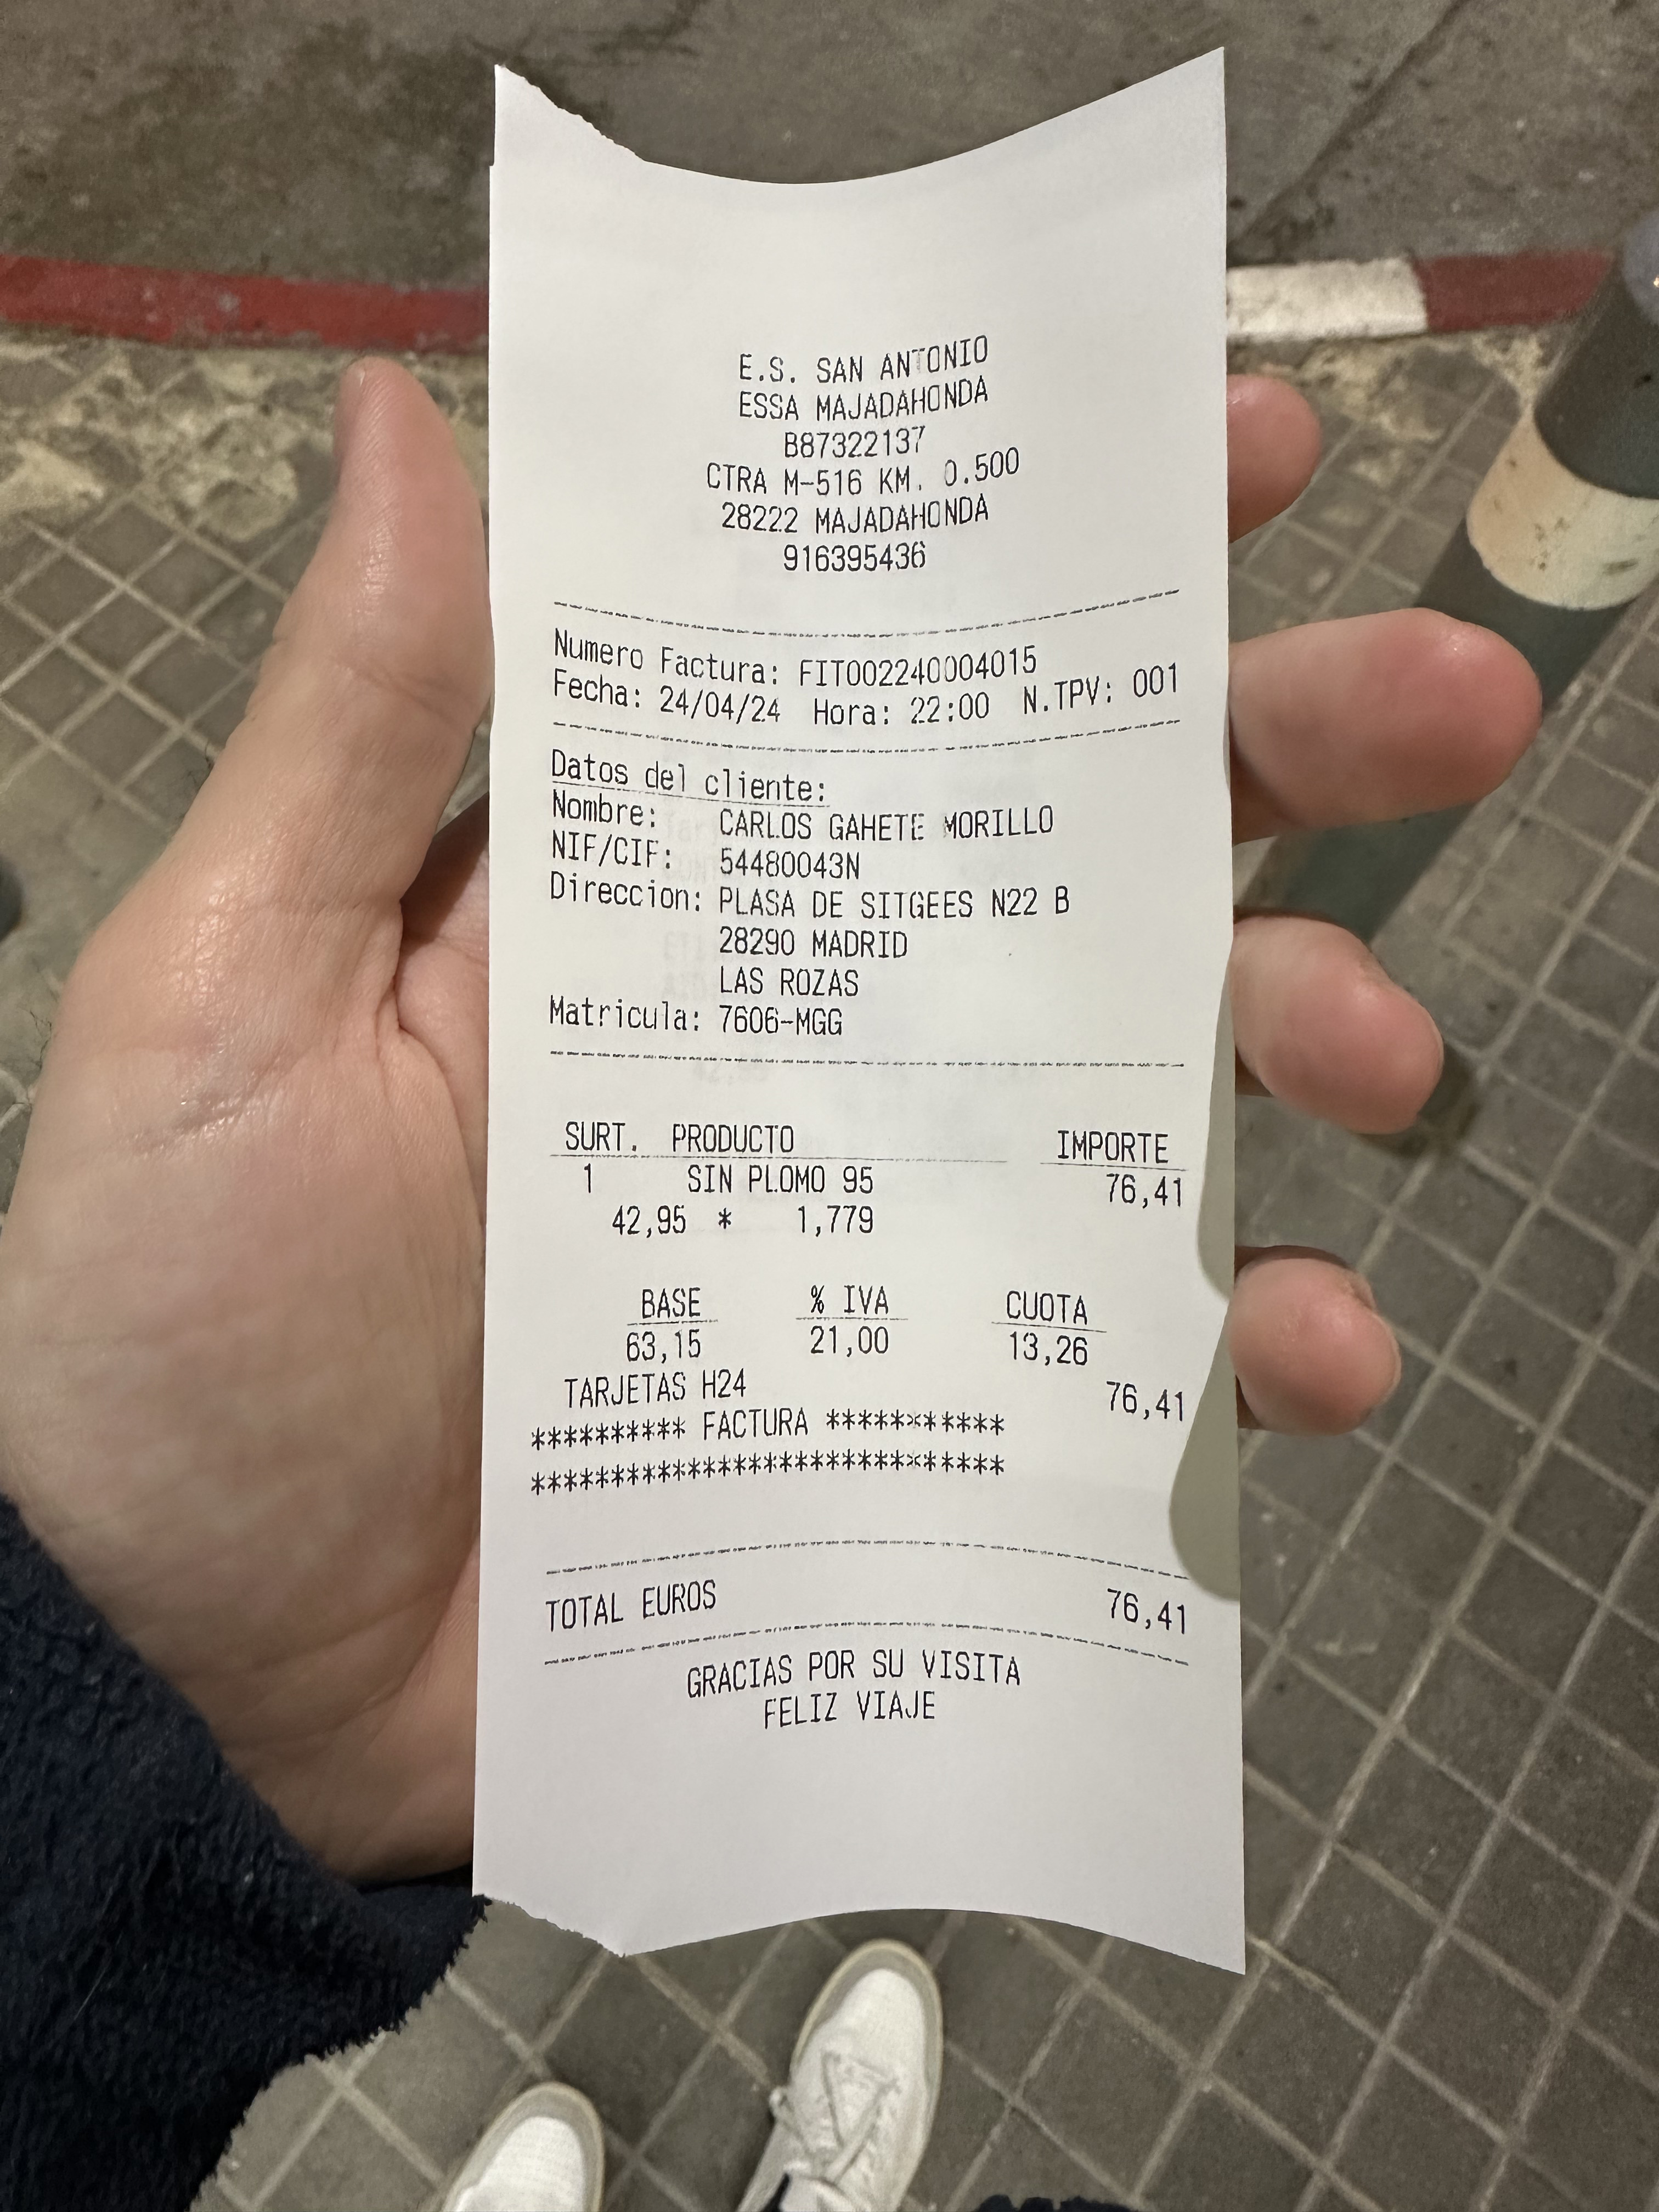 E.S. SAN ANTONIO
ESSA MAJADAHONDA
B87322137
CTRA M-516 KM. 0.500
28222 MAJADAHONDA
916395436
Numero Factura: FIT002240004015
Fecha: 24/04/24 Hora: 22:00 N.TPV: 001
Datos del cliente:
Nombre: CARLOS GAHETE MORILLO
NIF/CIF: 54480043N
Direccion: PLASA DE SITGEES N22 B
28290 MADRID
LAS ROZAS
Matricula: 7606-MGG
SURT. PRODUCTO IMPORTE
1 SIN PLOMO 95 76,41
42,95 * 1,779
BASE % IVA CUOTA
63,15 21,00 13,26
TARJETAS H24 76,41
********** FACTURA ***********
******************************
TOTAL EUROS 76,41
GRACIAS POR SU VISITA
FELIZ VIAJE